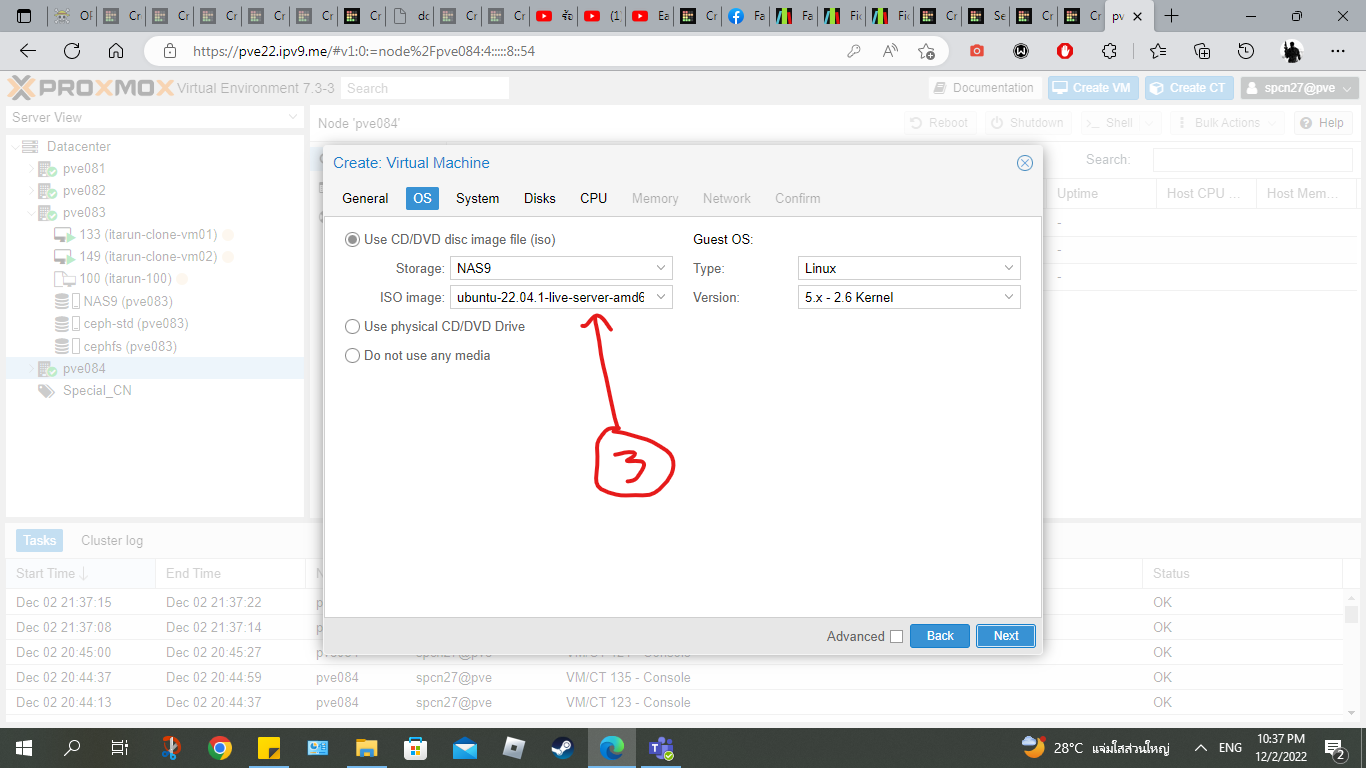 OF
Cr
Cr
Cr
Cr
Cr
Cr
dc
Cr
Cr
ข้อ
(1)
Ea
Cr
Fa
Fa
Fic
Fic
Cr
Se
Cr
Cr
pv
https://pve22.ipv9.me/#v1:0:=node%2Fpve084:4:::::8::54
PROXMOX Virtual Environment 7.3-3
Search
Documentation
Create VM
Create CT
spcn27@pve
Server View
Node 'pve084'
Reboot
Shutdown
Shell
Bulk Actions
Help
Datacenter
pve081
pve082
pve083
133 (itarun-clone-vm01)
149 (itarun-clone-vm02)
100 (itarun-100)
NAS9 (pve083)
ceph-std (pve083)
cephfs (pve083)
pve084
Special_CN
Search:
Uptime
Host CPU ...
Host Mem...
-
-
-
Create: Virtual Machine
General
OS
System
Disks
CPU
Memory
Network
Confirm
Use CD/DVD disc image file (iso)
Storage: NAS9
ISO image: ubuntu-22.04.1-live-server-amd6
Use physical CD/DVD Drive
Do not use any media
Guest OS:
Type: Linux
Version: 5.x - 2.6 Kernel
3
Advanced
Back
Next
Tasks
Cluster log
Start Time
End Time
Status
Dec 02 21:37:15 Dec 02 21:37:22 OK
Dec 02 21:37:08 Dec 02 21:37:14 OK
Dec 02 20:45:00 Dec 02 20:45:27 pve084 spcn27@pve VM/CT 121 - Console OK
Dec 02 20:44:37 Dec 02 20:44:59 pve084 spcn27@pve VM/CT 135 - Console OK
Dec 02 20:44:13 Dec 02 20:44:37 pve084 spcn27@pve VM/CT 123 - Console OK
28°C แจ่มใสส่วนใหญ่
ENG
10:37 PM
12/2/2022
2